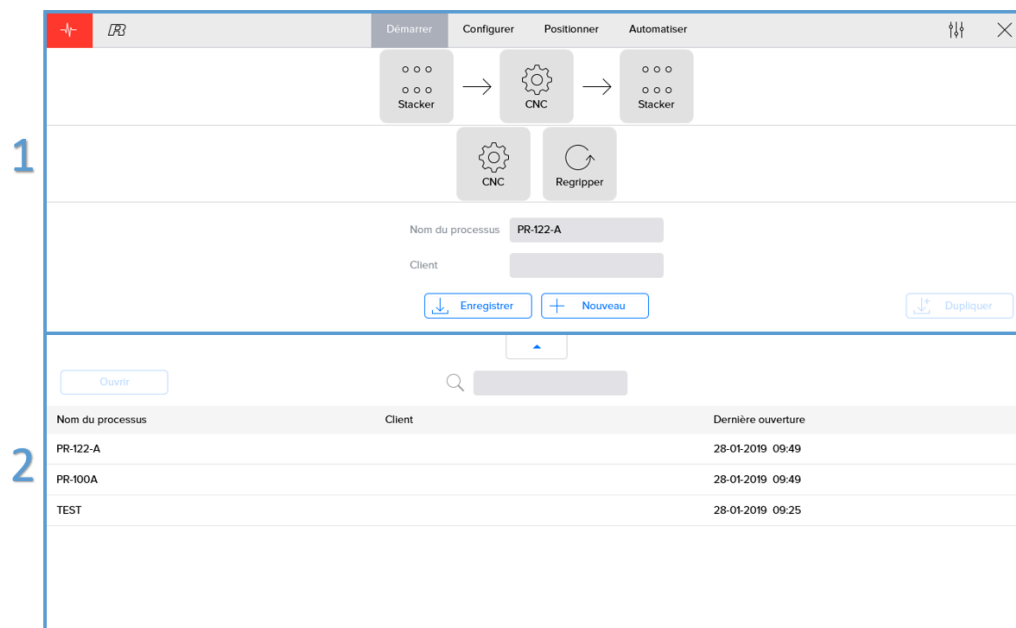 Démarrer Configurer Positionner Automatiser
Stacker CNC Stacker
1
CNC Regripper
Nom du processus PR-122-A
Client
Enregistrer Nouveau Dupliquer
Ouvrir
Nom du processus Client Dernière ouverture
PR-122-A 28-01-2019 09:49
2
PR-100A 28-01-2019 09:49
TEST 28-01-2019 09:25